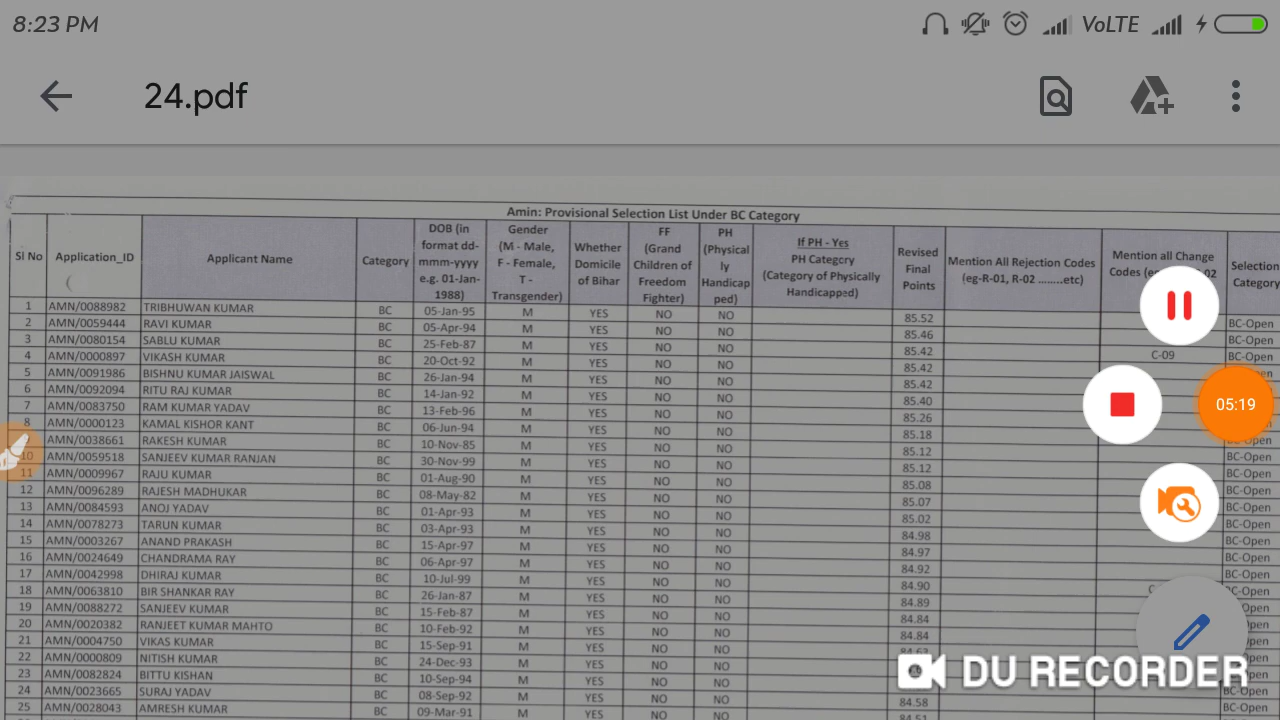 8:23 PM VoLTE
24.pdf
Amin: Provisional Selection List Under BC Category
Sl No Application_ID Applicant Name Category DOB (in format dd-mmm-yyyy e.g. 01-Jan-1988) Gender (M - Male, F - Female, T - Transgender) Whether Domicile of Bihar FF (Grand Children of Freedom Fighter) PH (Physically Handicapped) If PH - Yes PH Category (Category of Physically Handicapped) Revised Final Points Mention All Rejection Codes (eg-R-01, R-02 ........etc) Mention all Change Codes 02 Selection Category
1 AMN/0088982 TRIBHUWAN KUMAR BC 05-Jan-95 M YES NO NO 85.52 BC-Open
2 AMN/0059444 RAVI KUMAR BC 05-Apr-94 M YES NO NO 85.46 BC-Open
3 AMN/0080154 SABLU KUMAR BC 25-Feb-87 M YES NO NO 85.42 C-09 BC-Open
4 AMN/0000897 VIKASH KUMAR BC 20-Oct-92 M YES NO NO 85.42
5 AMN/0091986 BISHNU KUMAR JAISWAL BC 26-Jan-94 M YES NO NO 85.42
6 AMN/0092094 RITU RAJ KUMAR BC 14-Jan-92 M YES NO NO 85.40
7 AMN/0083750 RAM KUMAR YADAV BC 13-Feb-96 M YES NO NO 85.26
8 AMN/0000123 KAMAL KISHOR KANT BC 06-Jun-94 M YES NO NO 85.18 BC-Open
AMN/0038661 RAKESH KUMAR BC 10-Nov-85 M YES NO NO 85.12 BC-Open
10 AMN/0059518 SANJEEV KUMAR RANJAN BC 30-Nov-99 M YES NO NO 85.12 BC-Open
11 AMN/0009967 RAJU KUMAR BC 01-Aug-90 M YES NO NO 85.08 BC-Open
12 AMN/0096289 RAJESH MADHUKAR BC 08-May-82 M YES NO NO 85.07 BC-Open
13 AMN/0084593 ANOJ YADAV BC 01-Apr-93 M YES NO NO 85.02 BC-Open
14 AMN/0078273 TARUN KUMAR BC 03-Apr-93 M YES NO NO 84.98 BC-Open
15 AMN/0003267 ANAND PRAKASH BC 15-Apr-97 M YES NO NO 84.97 BC-Open
16 AMN/0024649 CHANDRAMA RAY BC 06-Apr-97 M YES NO NO 84.92 BC-Open
17 AMN/0042998 DHIRAJ KUMAR BC 10-Jul-99 M YES NO NO 84.90 BC-Open
18 AMN/0063810 BIR SHANKAR RAY BC 26-Jan-87 M YES NO NO 84.89 BC-Open
19 AMN/0088272 SANJEEV KUMAR BC 15-Feb-87 M YES NO NO 84.84 BC-Open
20 AMN/0020382 RANJEET KUMAR MAHTO BC 10-Feb-92 M YES NO NO 84.84 BC-Open
21 AMN/0004750 VIKAS KUMAR BC 15-Sep-91 M YES NO NO
22 AMN/0000809 NITISH KUMAR BC 24-Dec-93 M YES NO NO
23 AMN/0082824 BITTU KISHAN BC 10-Sep-94 M YES NO NO BC-Open
24 AMN/0023665 SURAJ YADAV BC 08-Sep-92 M YES NO NO 84.58 BC-Open
25 AMN/0028043 AMRESH KUMAR BC 09-Mar-91 M YES NO NO 84.51
05:19
DU RECORDER